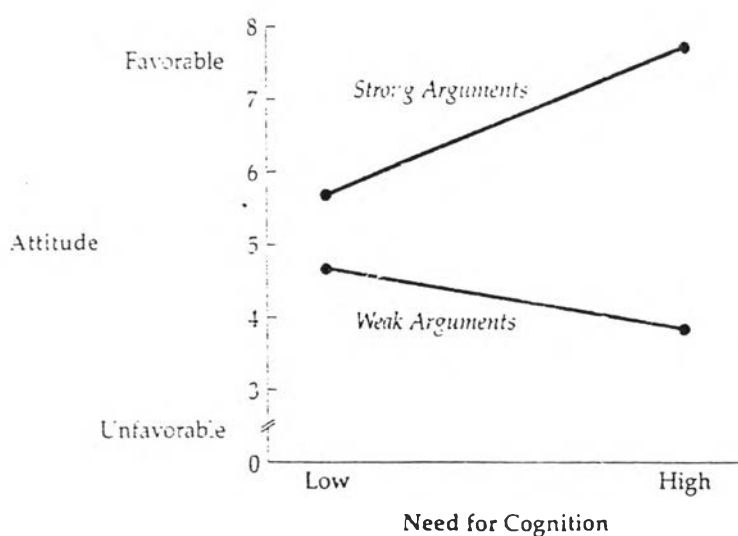 8
Favorable
Strong Arguments
7
6
Attitude
5
Weak Arguments
4
3
Unfavorable
0
Low High
Need for Cognition